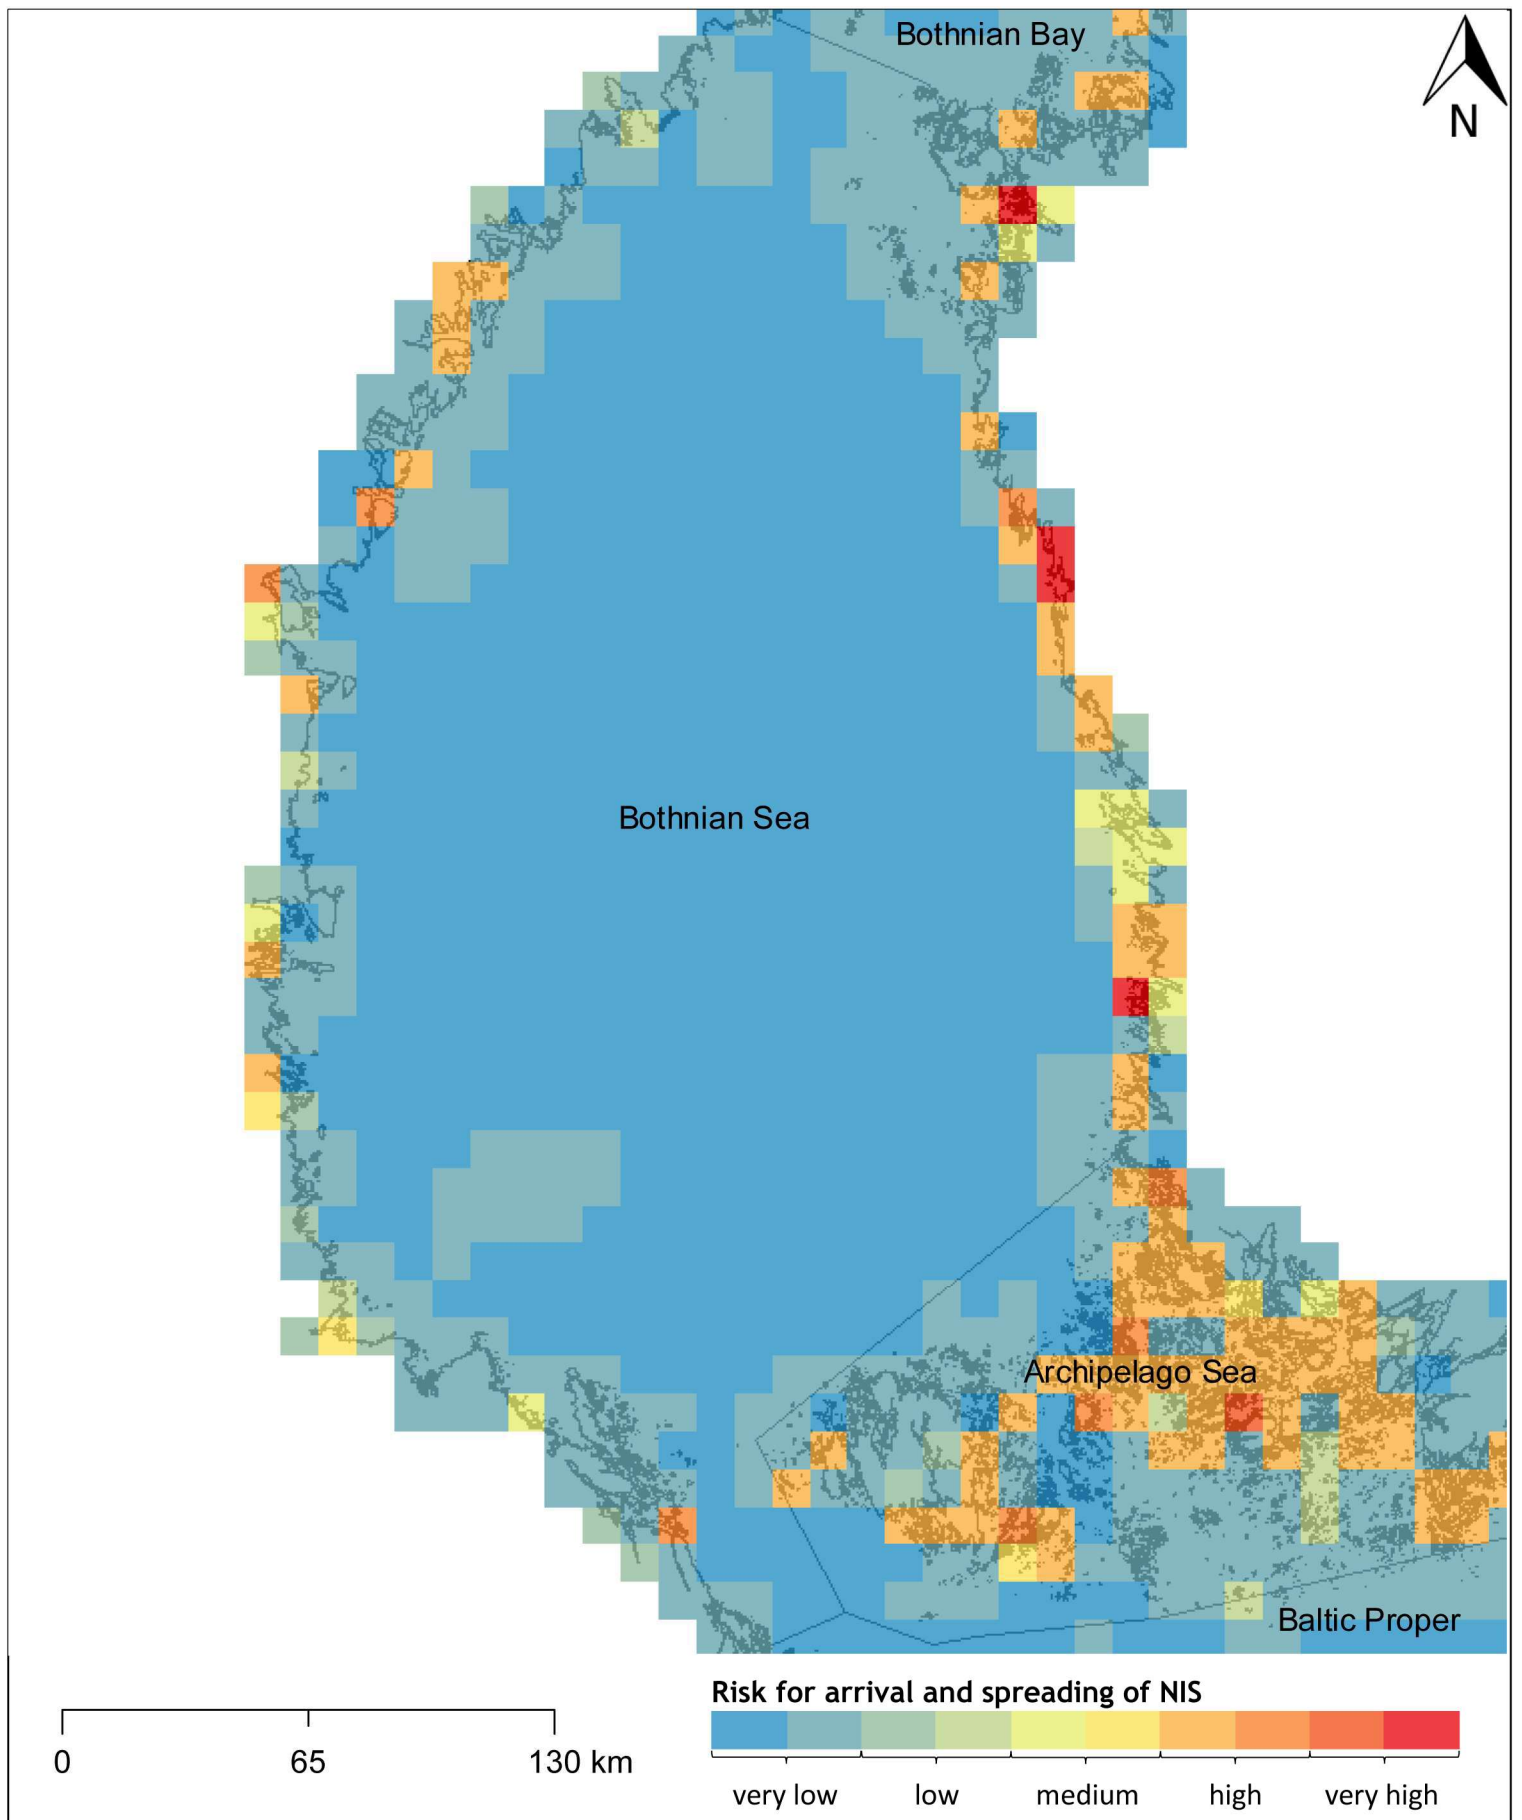 Bothnian Bay
N
Bothnian Sea
Archipelago Sea
Baltic Proper
Risk for arrival and spreading of NIS
0 65 130 km
very low low medium high very high